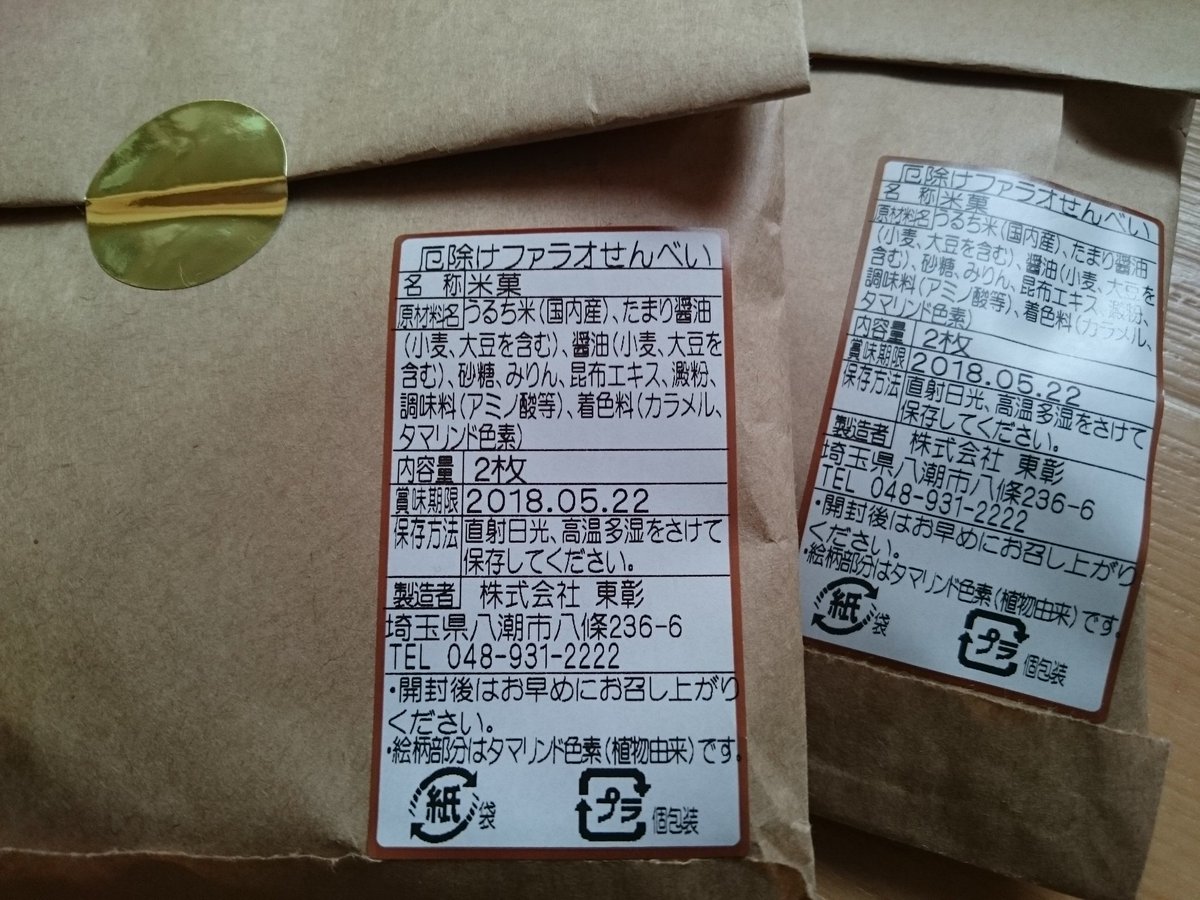 厄除けファラオせんべい
名 称 米菓
原材料名 うるち米(国内産)、たまり醤油
(小麦、大豆を含む)、醤油(小麦、大豆を
含む)、砂糖、みりん、昆布エキス、澱粉、
調味料(アミノ酸等)、着色料(カラメル、
タマリンド色素)
内容量 2枚
賞味期限 2018.05.22
保存方法 直射日光、高温多湿をさけて
保存してください。
製造者 株式会社 東彰
埼玉県八潮市八條236-6
TEL 048-931-2222
・開封後はお早めにお召し上がり
ください。
・絵柄部分はタマリンド色素(植物由来)です。
紙 袋 プラ 個包装
厄除けファラオせんべい
名 称 米菓
原材料名 うるち米(国内産)、たまり醤油
(小麦、大豆を含む)、醤油(小麦、大豆を
含む)、砂糖、みりん、昆布エキス、澱粉、
調味料(アミノ酸等)、着色料(カラメル、
タマリンド色素)
内容量 2枚
賞味期限 2018.05.22
保存方法 直射日光、高温多湿をさけて
保存してください。
製造者 株式会社 東彰
埼玉県八潮市八條236-6
TEL 048-931-2222
・開封後はお早めにお召し上がり
ください。
・絵柄部分はタマリンド色素(植物由来)です。
紙 袋 プラ 個包装